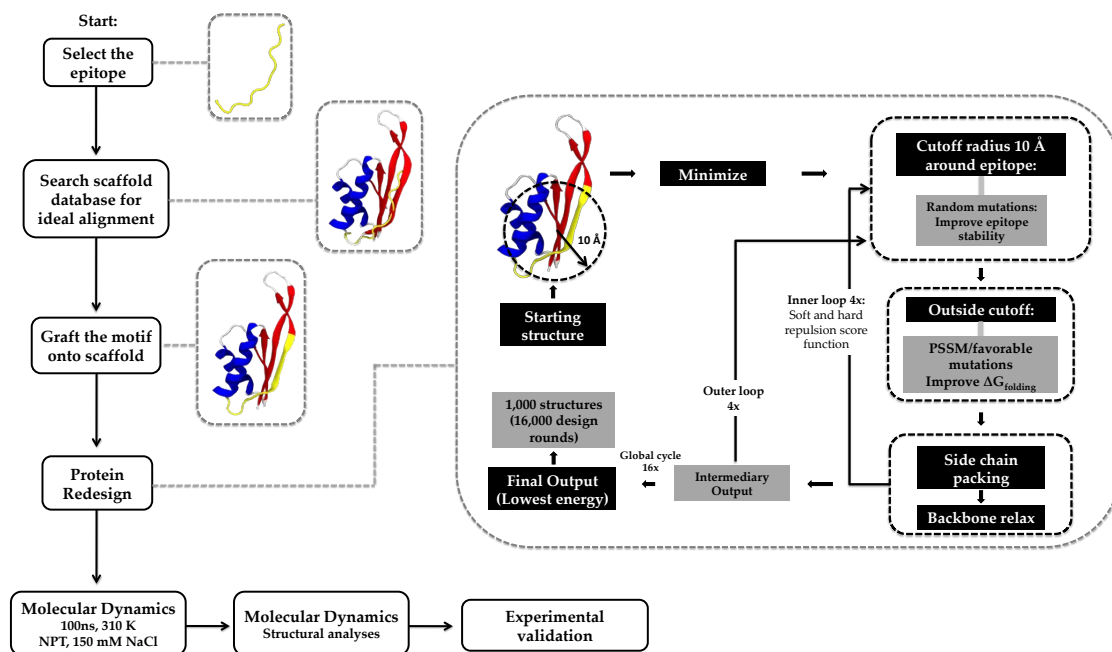 Start:
Select the
epitope
Search scaffold
database for
ideal alignment
Graft the motif
onto scaffold
Protein
Redesign
Molecular Dynamics
100ns, 310 K
NPT, 150 mM NaCl
Molecular Dynamics
Structural analyses
Experimental
validation
10 Å
Starting
structure
Minimize
Cutoff radius 10 Å
around epitope:
Random mutations:
Improve epitope
stability
Outside cutoff:
PSSM/favorable
mutations
Improve ΔGfolding
Side chain
packing
Backbone relax
Inner loop 4x:
Soft and hard
repulsion score
function
Outer loop
4x
Intermediary
Output
Global cycle
16x
Final Output
(Lowest energy)
1,000 structures
(16,000 design
rounds)